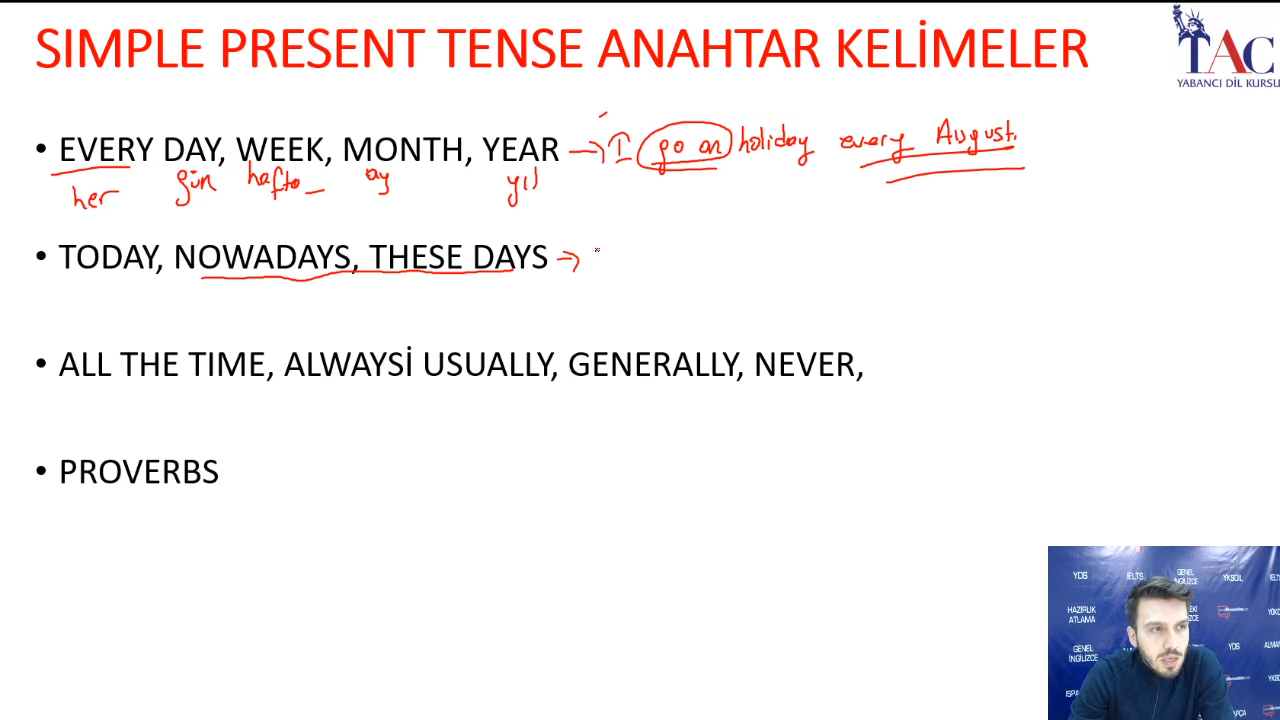 SIMPLE PRESENT TENSE ANAHTAR KELİMELER
TAC
YABANCI DİL KURSU
• EVERY DAY, WEEK, MONTH, YEAR → I go on holiday every August.
her gün hafta ay yıl
• TODAY, NOWADAYS, THESE DAYS →
• ALL THE TIME, ALWAYSİ USUALLY, GENERALLY, NEVER,
• PROVERBS
YDS IELTS GENEL İNGİLİZCE YKSDİL
HAZIRLIK ATLAMA
GENEL İNGİLİZCE YDS